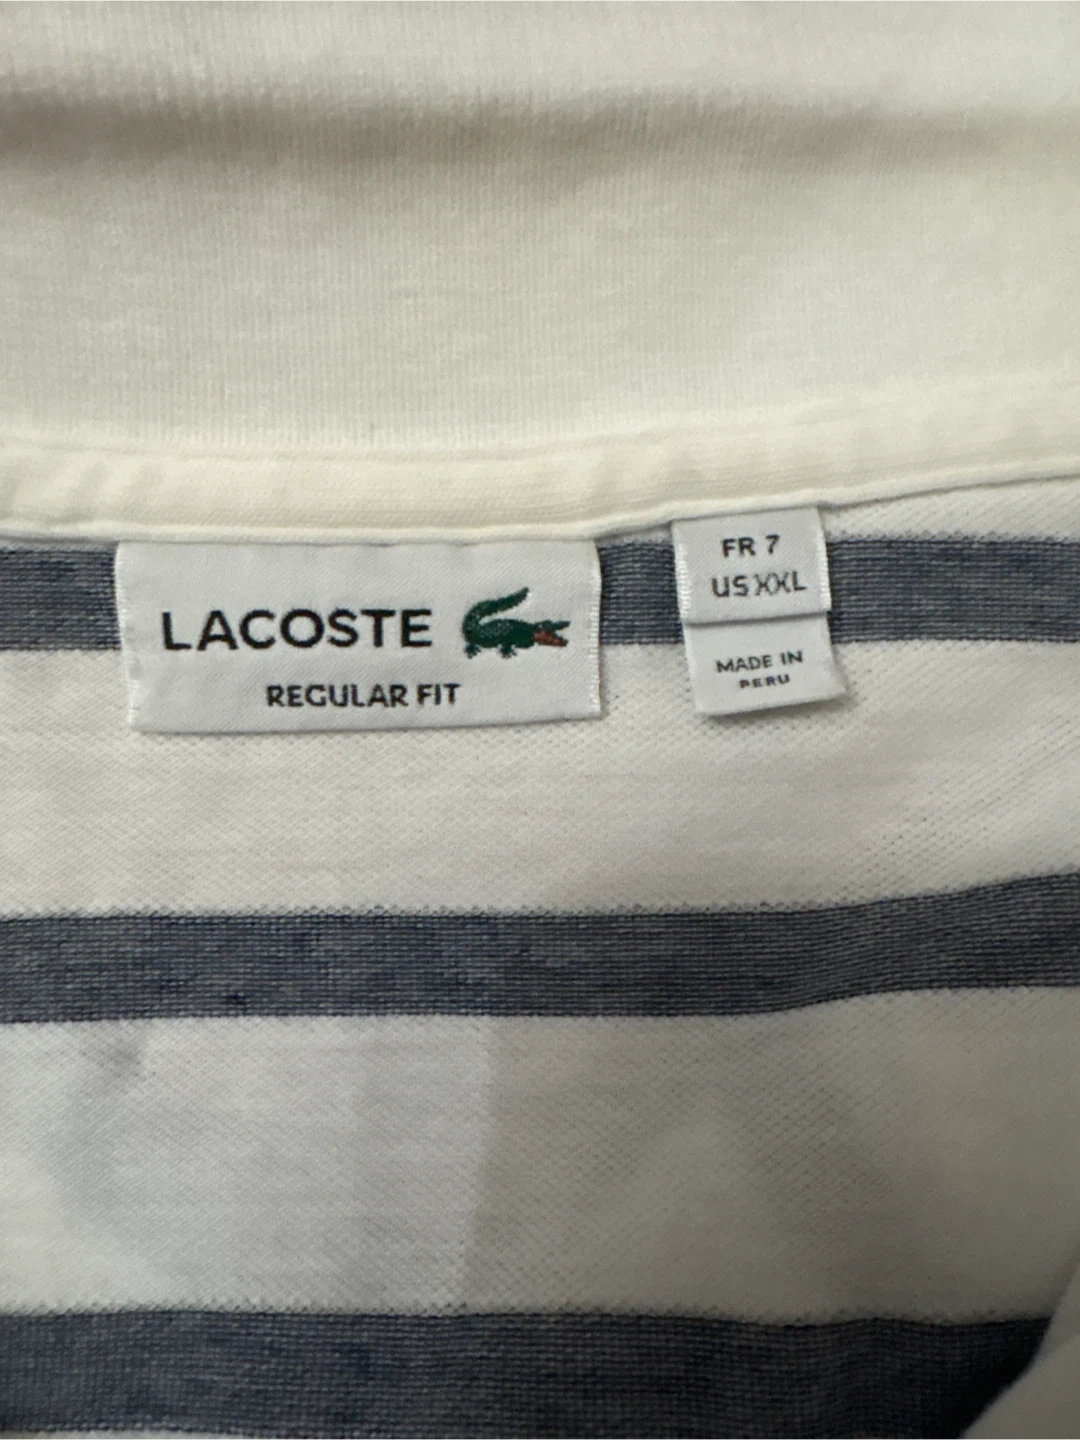 LACOSTE
REGULAR FIT
FR 7
US XXL
MADE IN
PERU